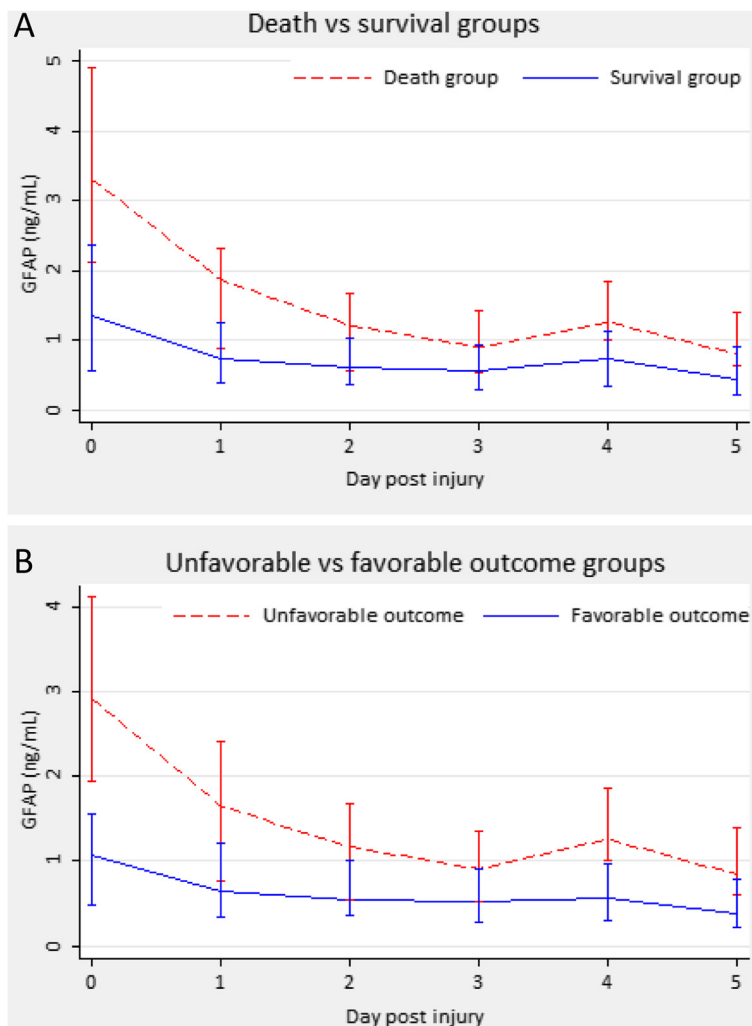 A
Death vs survival groups
Death group
Survival group
5
4
3
2
1
0
GFAP (ng/mL)
0 1 2 3 4 5
Day post injury
B
Unfavorable vs favorable outcome groups
Unfavorable outcome
Favorable outcome
4
3
2
1
0
GFAP (ng/mL)
0 1 2 3 4 5
Day post injury